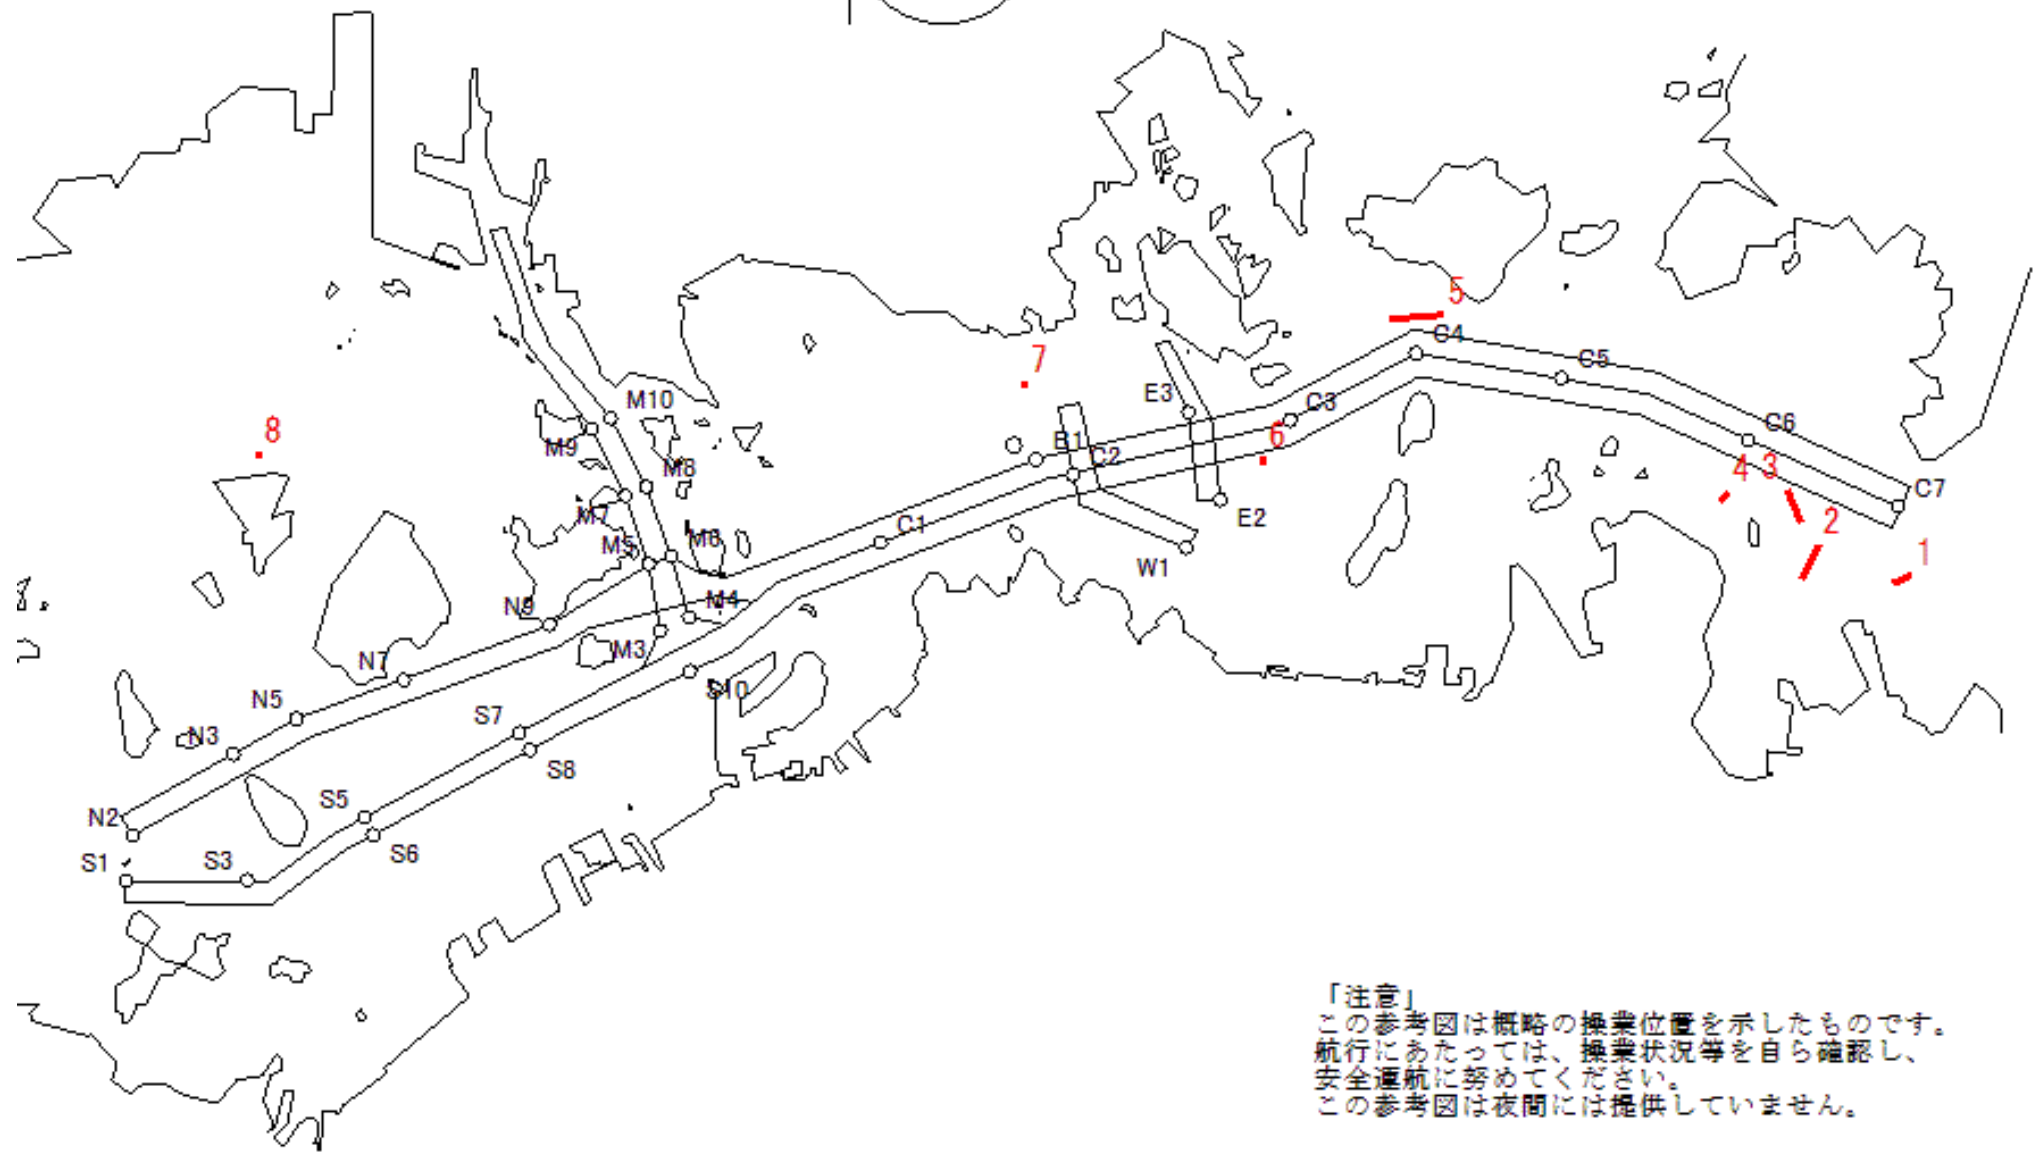 5
C4
7
C5
M10
E3
C3
C6
8
6
M9
B1
C2
M8
4
3
C7
M7
E2
2
C1
M5
M6
1
W1
N9
M4
M3
N7
S10
N5
S7
N3
S8
S5
N2
S6
S1
S3
「注意」
この参考図は概略の操業位置を示したものです。
航行にあたっては、操業状況等を自ら確認し、
安全運航に努めてください。
この参考図は夜間には提供していません。